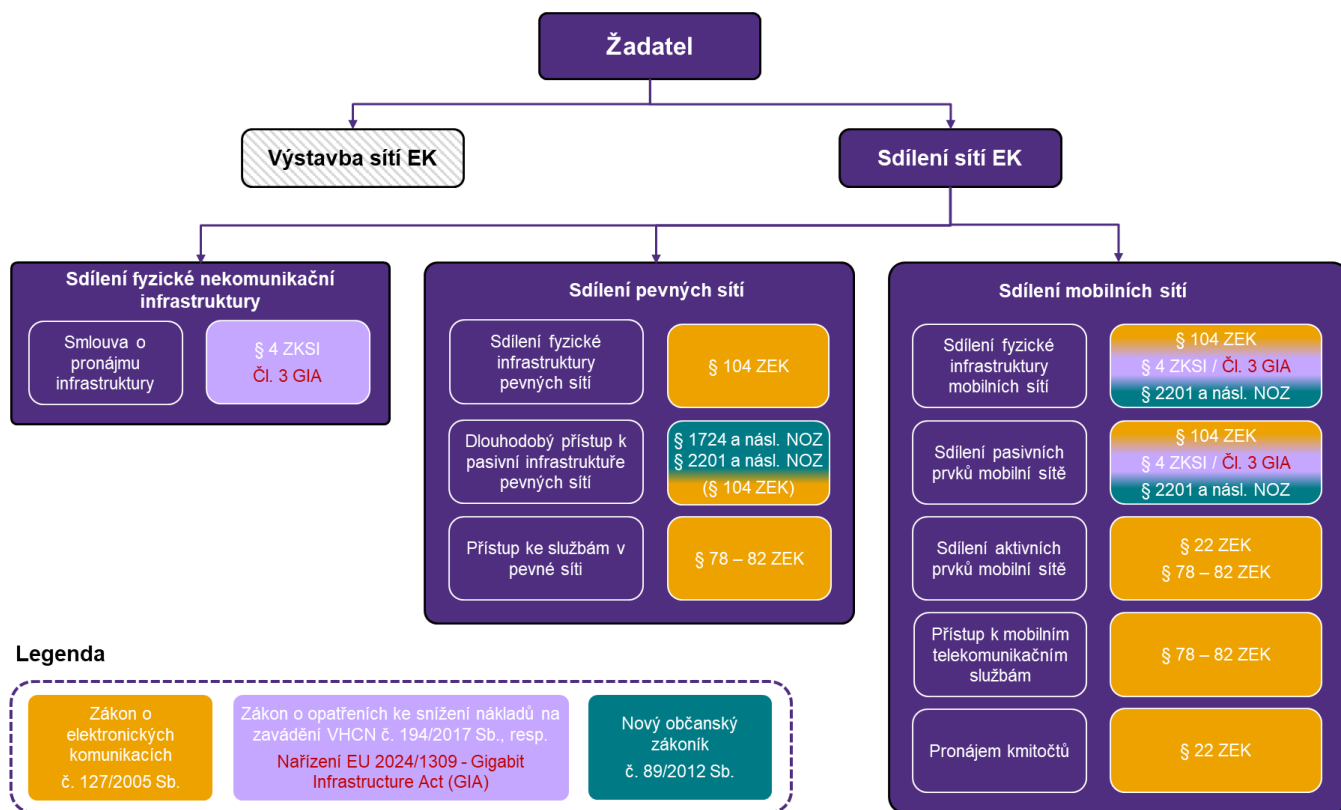 Žadatel
Výstavba sítí EK
Sdílení sítí EK
Sdílení fyzické nekomunikační
infrastruktury
Smlouva o
pronájmu
infrastruktury
§ 4 ZKSI
Čl. 3 GIA
Sdílení pevných sítí
Sdílení fyzické
infrastruktury
pevných sítí
§ 104 ZEK
Dlouhodobý přístup k
pasivní infrastruktuře
pevných sítí
§ 1724 a násl. NOZ
§ 2201 a násl. NOZ
(§ 104 ZEK)
Přístup ke službám v
pevné síti
§ 78 – 82 ZEK
Sdílení mobilních sítí
Sdílení fyzické
infrastruktury
mobilních sítí
§ 104 ZEK
§ 4 ZKSI / Čl. 3 GIA
§ 2201 a násl. NOZ
Sdílení pasivních
prvků mobilní sítě
§ 104 ZEK
§ 4 ZKSI / Čl. 3 GIA
§ 2201 a násl. NOZ
Sdílení aktivních
prvků mobilní sítě
§ 22 ZEK
§ 78 – 82 ZEK
Přístup k mobilním
telekomunikačním
službám
§ 78 – 82 ZEK
Pronájem kmitočtů
§ 22 ZEK
Legenda
Zákon o
elektronických
komunikacích
č. 127/2005 Sb.
Zákon o opatřeních ke snížení nákladů na
zavádění VHCN č. 194/2017 Sb., resp.
Nařízení EU 2024/1309 - Gigabit
Infrastructure Act (GIA)
Nový občanský
zákoník
č. 89/2012 Sb.